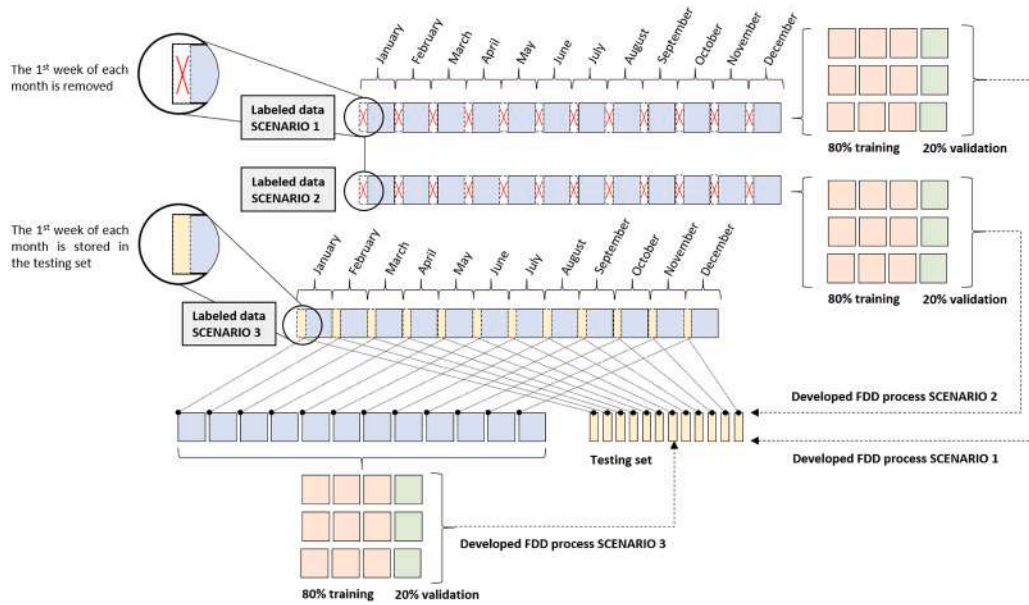 January
February
March
April
May
June
July
August
September
October
November
December
The 1st week of each
month is removed
Labeled data
SCENARIO 1
80% training
20% validation
Labeled data
SCENARIO 2
The 1st week of each
month is stored in
the testing set
January
February
March
April
May
June
July
August
September
October
November
December
80% training
20% validation
Labeled data
SCENARIO 3
Developed FDD process SCENARIO 2
Testing set
Developed FDD process SCENARIO 1
Developed FDD process SCENARIO 3
80% training
20% validation